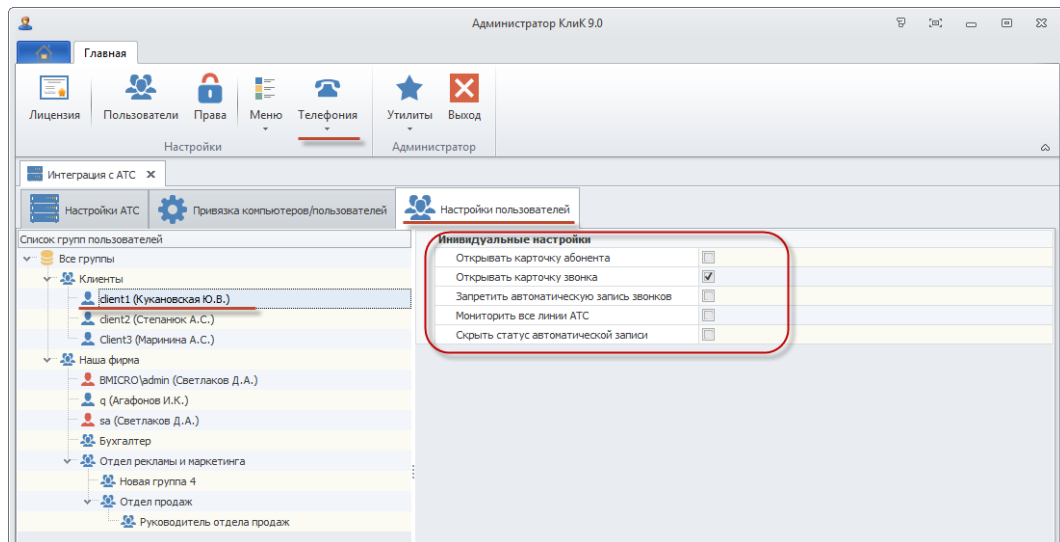 Администратор КлиК 9.0
Главная
Лицензия
Пользователи
Права
Меню
Телефония
Утилиты
Выход
Настройки
Администратор
Интеграция с АТС
Настройки АТС
Привязка компьютеров/пользователей
Настройки пользователей
Список групп пользователей
Все группы
Клиенты
client1 (Кукановская Ю.В.)
client2 (Степанюк А.С.)
Client3 (Маринина А.С.)
Наша фирма
BMICRO\admin (Светлаков Д.А.)
q (Агафонов И.К.)
sa (Светлаков Д.А.)
Бухгалтер
Отдел рекламы и маркетинга
Новая группа 4
Отдел продаж
Руководитель отдела продаж
Инивидуальные настройки
Открывать карточку абонента
Открывать карточку звонка
Запретить автоматическую запись звонков
Мониторить все линии АТС
Скрыть статус автоматической записи